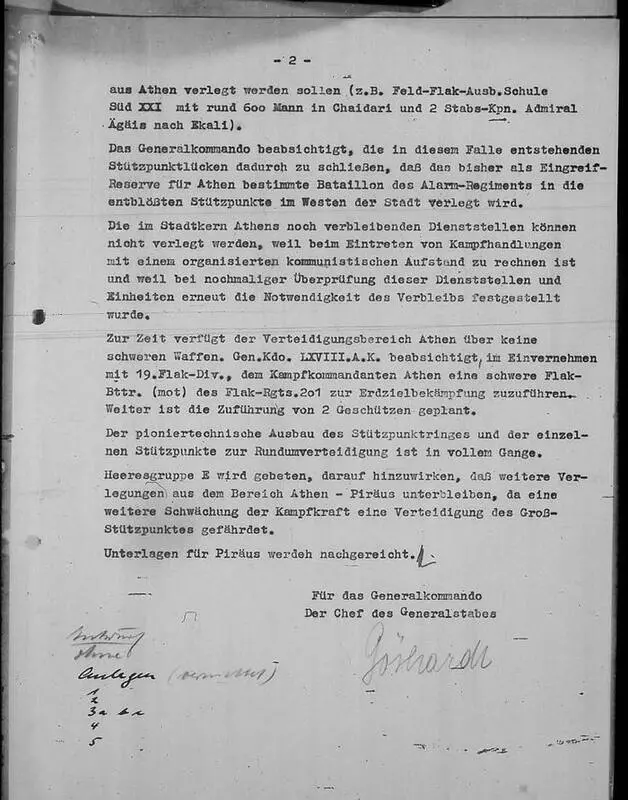 - 2 -
aus Athen verlegt werden sollen (z.B. Feld-Flak-Ausb.Schule
Süd XXI mit rund 600 Mann in Chaidari und 2 Stabs-Kpn. Admiral
Ägäis nach Ekali).
Das Generalkommando beabsichtigt, die in diesem Falle entstehenden
Stützpunktlücken dadurch zu schließen, daß das bisher als Eingreif-
Reserve für Athen bestimmte Bataillon des Alarm-Regiments in die
entblößten Stützpunkte im Westen der Stadt verlegt wird.
Die im Stadtkern Athens noch verbleibenden Dienststellen können
nicht verlegt werden, weil beim Eintreten von Kampfhandlungen
mit einem organisierten kommunistischen Aufstand zu rechnen ist
und weil bei nochmaliger Überprüfung dieser Dienststellen und
Einheiten erneut die Notwendigkeit des Verbleibs festgestellt
wurde.
Zur Zeit verfügt der Verteidigungsbereich Athen über keine
schweren Waffen. Gen.Kdo. LXVIII.A.K. beabsichtigt, im Einvernehmen
mit 19.Flak-Div., dem Kampfkommandanten Athen eine schwere Flak-
Bttr. (mot) des Flak-Rgts.201 zur Erdzielbekämpfung zuzuführen.
Weiter ist die Zuführung von 2 Geschützen geplant.
Der pioniertechnische Ausbau des Stützpunktringes und der einzel-
nen Stützpunkte zur Rundumverteidigung ist in vollem Gange.
Heeresgruppe E wird gebeten, darauf hinzuwirken, daß weitere Ver-
legungen aus dem Bereich Athen - Piräus unterbleiben, da eine
weitere Schwächung der Kampfkraft eine Verteidigung des Groß-
Stützpunktes gefährdet.
Unterlagen für Piräus werdeh nachgereicht.
Für das Generalkommando
Der Chef des Generalstabes
Entwurf
ohne
Anlagen
1
2
3a
4
5